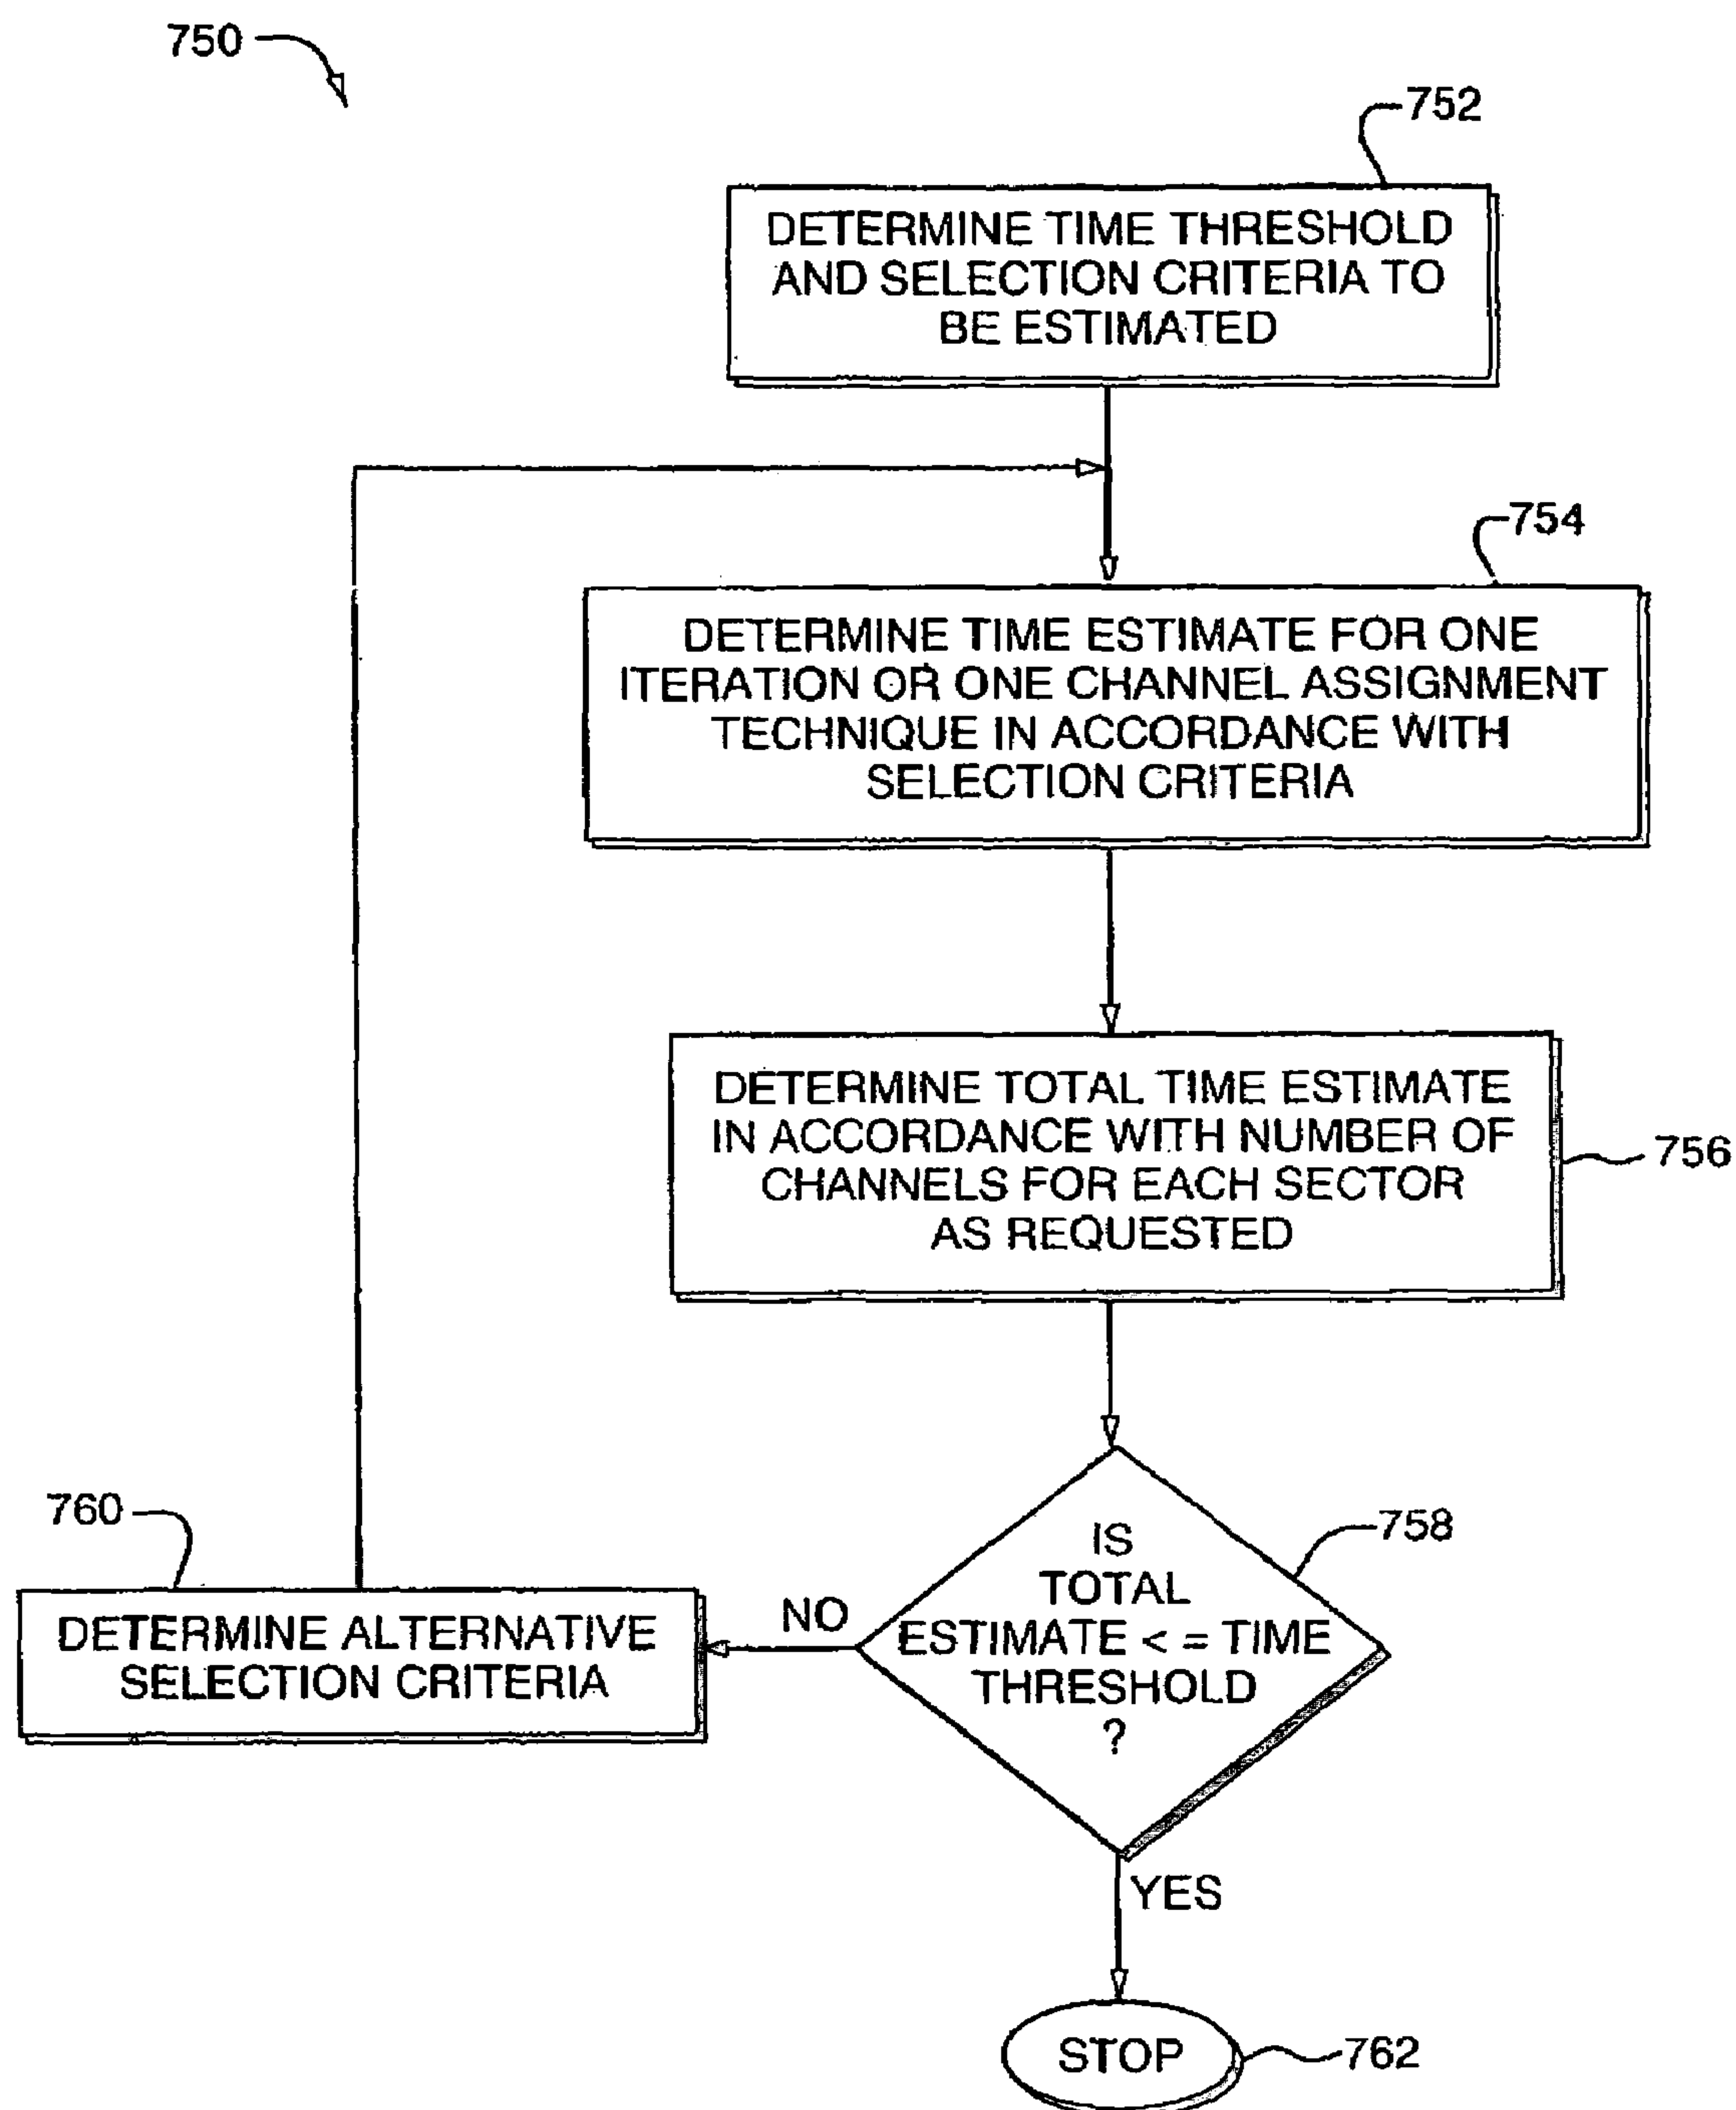 750
752
DETERMINE TIME THRESHOLD
AND SELECTION CRITERIA TO
BE ESTIMATED
754
DETERMINE TIME ESTIMATE FOR ONE
ITERATION OR ONE CHANNEL ASSIGNMENT
TECHNIQUE IN ACCORDANCE WITH
SELECTION CRITERIA
DETERMINE TOTAL TIME ESTIMATE
IN ACCORDANCE WITH NUMBER OF
CHANNELS FOR EACH SECTOR
AS REQUESTED
756
758
IS
TOTAL
ESTIMATE < = TIME
THRESHOLD
?
NO
760
DETERMINE ALTERNATIVE
SELECTION CRITERIA
YES
STOP
762